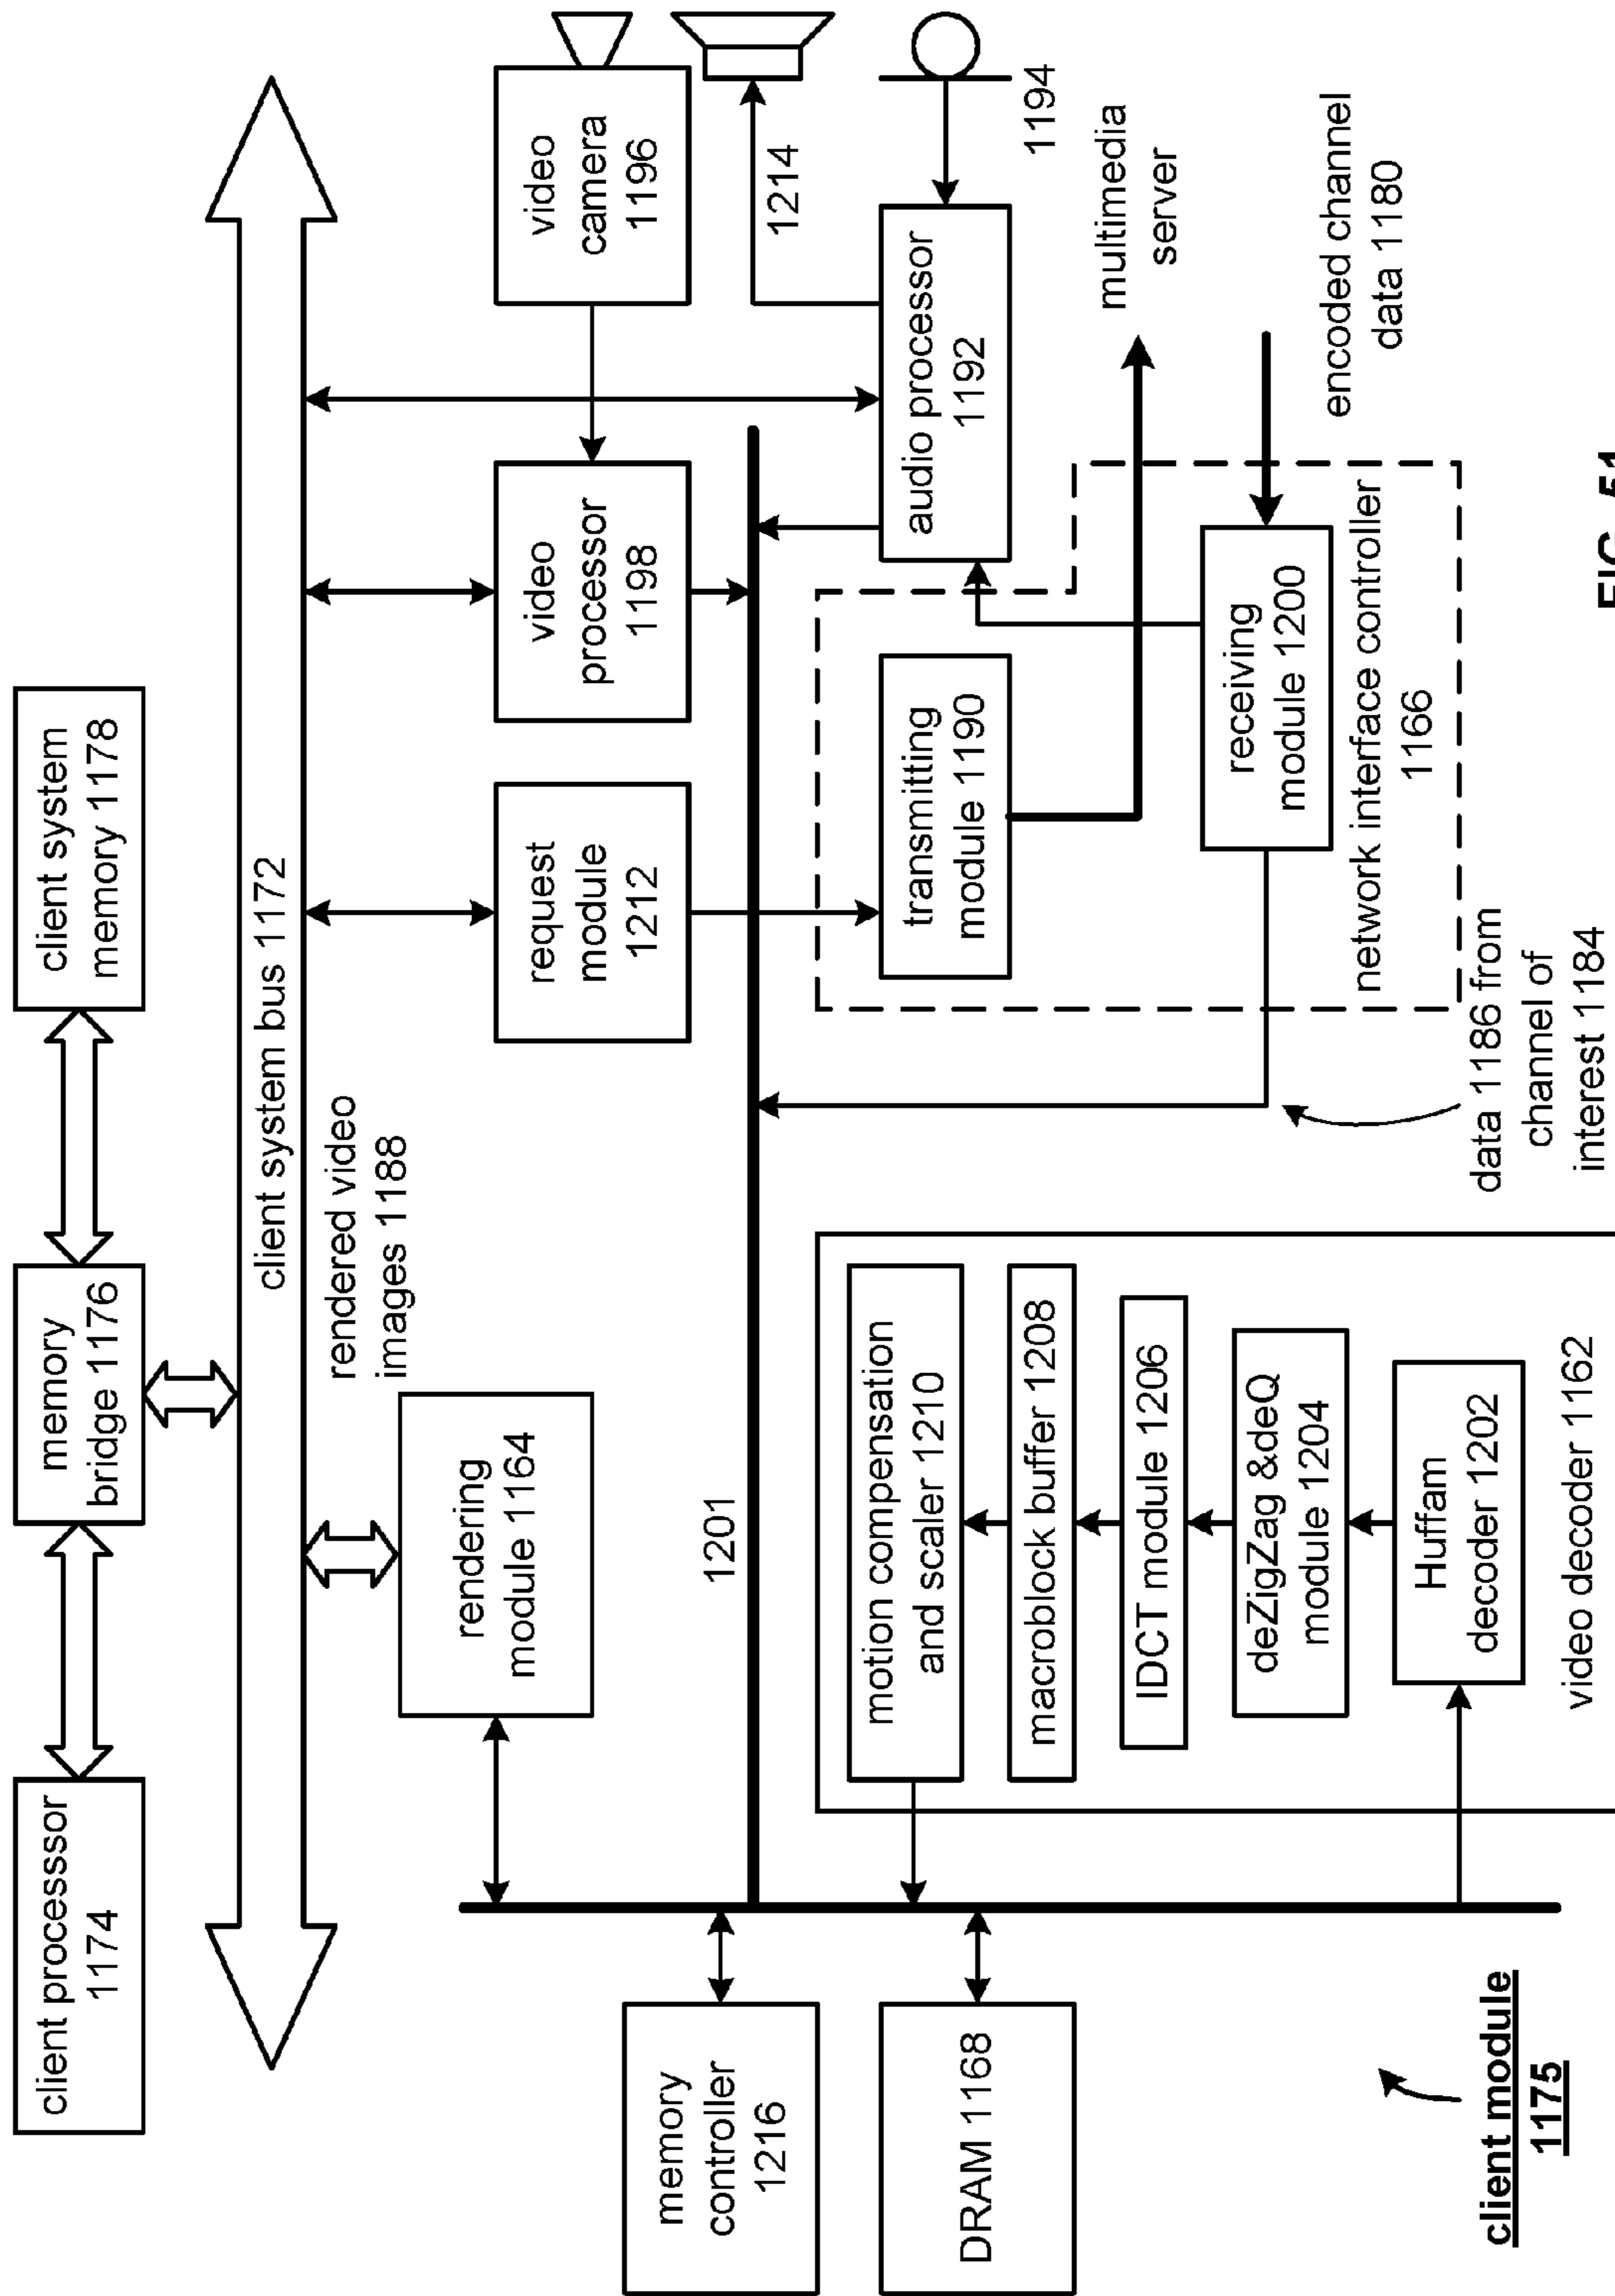 client processor
1174
memory
bridge 1176
client system
memory 1178
client system bus 1172
rendered video
images 1188
rendering
module 1164
request
module
1212
video
processor
1198
video
camera
1196
1201
1214
memory
controller
1216
DRAM 1168
motion compensation
and scaler 1210
macroblock buffer 1208
IDCT module 1206
deZigZag &deQ
module 1204
Huffam
decoder 1202
video decoder 1162
transmitting
module 1190
audio processor
1192
1194
multimedia
server
receiving
module 1200
network interface controller
1166
encoded channel
data 1180
data 1186 from
channel of
interest 1184
client module
1175
FIG. 51